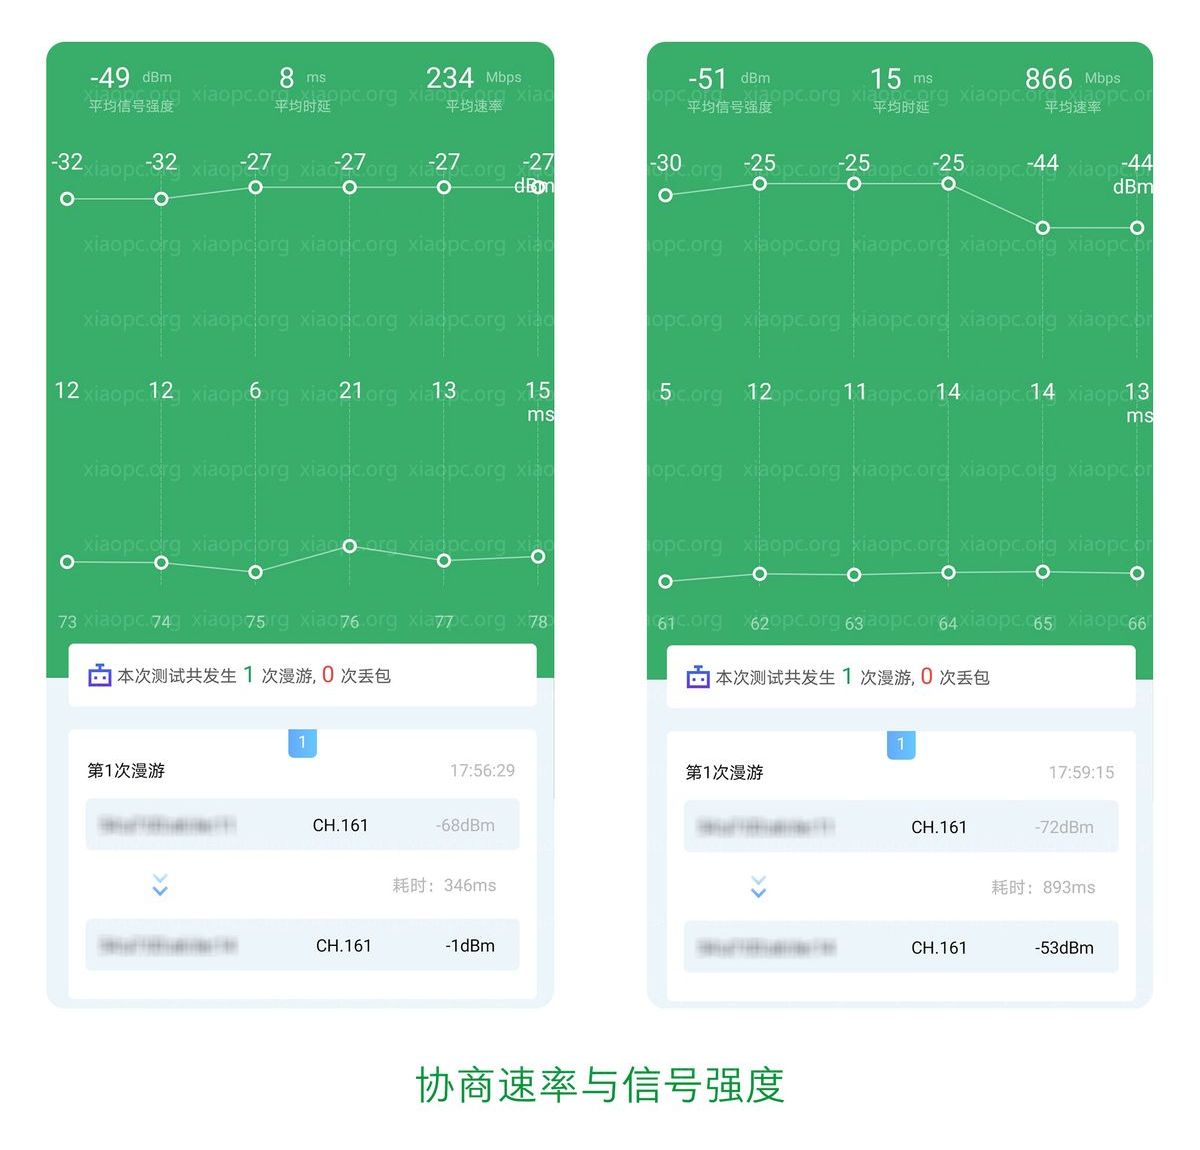 -49 dBm 8 ms 234 Mbps
平均信号强度 平均时延 平均速率
-32 -32 -27 -27 -27 -27
dBm
12 12 6 21 13 15
ms
73 74 75 76 77 78
本次测试共发生 1 次漫游, 0 次丢包
1
第1次漫游 17:56:29
CH.161 -68dBm
耗时: 346ms
CH.161 -1dBm
-51 dBm 15 ms 866 Mbps
平均信号强度 平均时延 平均速率
-30 -25 -25 -25 -44 -44
dBm
5 12 11 14 14 13
ms
61 62 63 64 65 66
本次测试共发生 1 次漫游, 0 次丢包
1
第1次漫游 17:59:15
CH.161 -72dBm
耗时: 893ms
CH.161 -53dBm
xiaopc.org
协商速率与信号强度